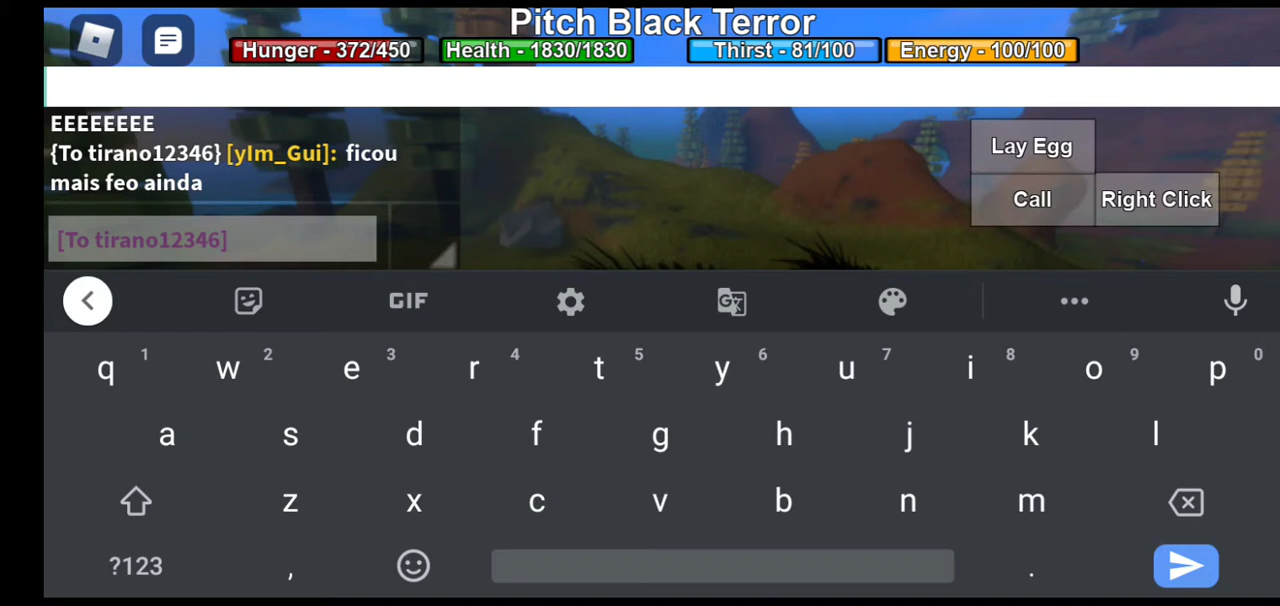 Pitch Black Terror
Hunger - 372/450 Health - 1830/1830 Thirst - 81/100 Energy - 100/100
EEEEEEEE
{To tirano12346} [yIm_Gui]: ficou
mais feo ainda
[To tirano12346]
Lay Egg
Call Right Click
GIF
q 1 w 2 e 3 r 4 t 5 y 6 u 7 i 8 o 9 p 0
a s d f g h j k l
z x c v b n m
?123 , .